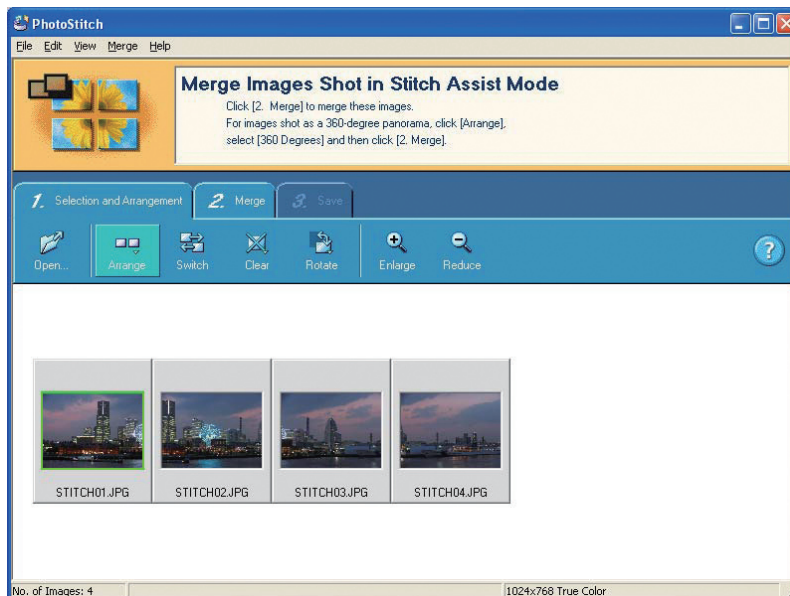 PhotoStitch
File Edit View Merge Help
Merge Images Shot in Stitch Assist Mode
Click [2. Merge] to merge these images.
For images shot as a 360-degree panorama, click [Arrange],
select [360 Degrees] and then click [2. Merge].
1. Selection and Arrangement 2. Merge 3. Save
Open... Arrange Switch Clear Rotate Enlarge Reduce ?
STITCH01.JPG STITCH02.JPG STITCH03.JPG STITCH04.JPG
No. of Images: 4 1024x768 True Color